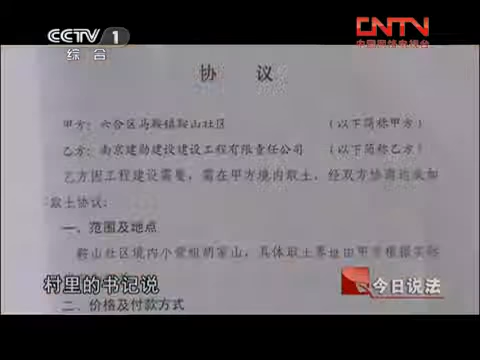 CCTV 1
综合
CNTV
中国网络电视台
协 议
甲方：六合区马鞍镇鞍山社区 （以下简称甲方）
乙方：南京建勋建设建设工程有限责任公司 （以下简称乙方）
乙方因工程建设需要，需在甲方境内取土，经双方协商达成如
取土协议：
一、范围及地点
鞍山社区境内小营组胡家山，具体取土界址由甲方根据实际
村里的书记说
今日说法
二、价格及付款方式